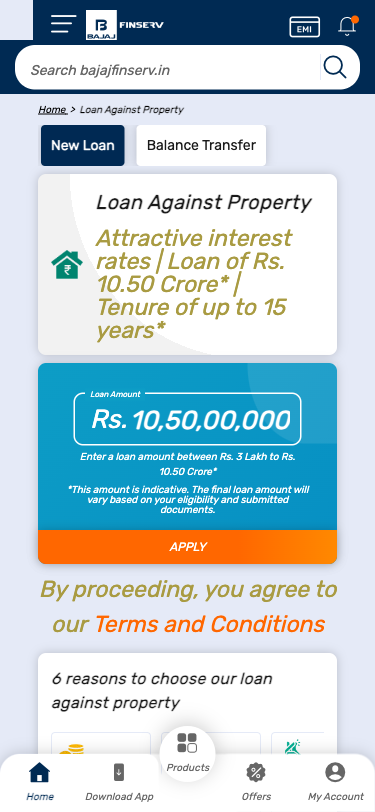 B
BAJAJ
FINSERV
EMI
Search bajajfinserv.in
Home > Loan Against Property
New Loan
Balance Transfer
Loan Against Property
Attractive interest
rates | Loan of Rs.
10.50 Crore* |
Tenure of up to 15
years*
Loan Amount
Rs. 10,50,00,000
Enter a loan amount between Rs. 3 Lakh to Rs.
10.50 Crore*
*This amount is indicative. The final loan amount will
vary based on your eligibility and submitted
documents.
APPLY
By proceeding, you agree to
our Terms and Conditions
6 reasons to choose our loan
against property
Home
Download App
Products
Offers
My Account